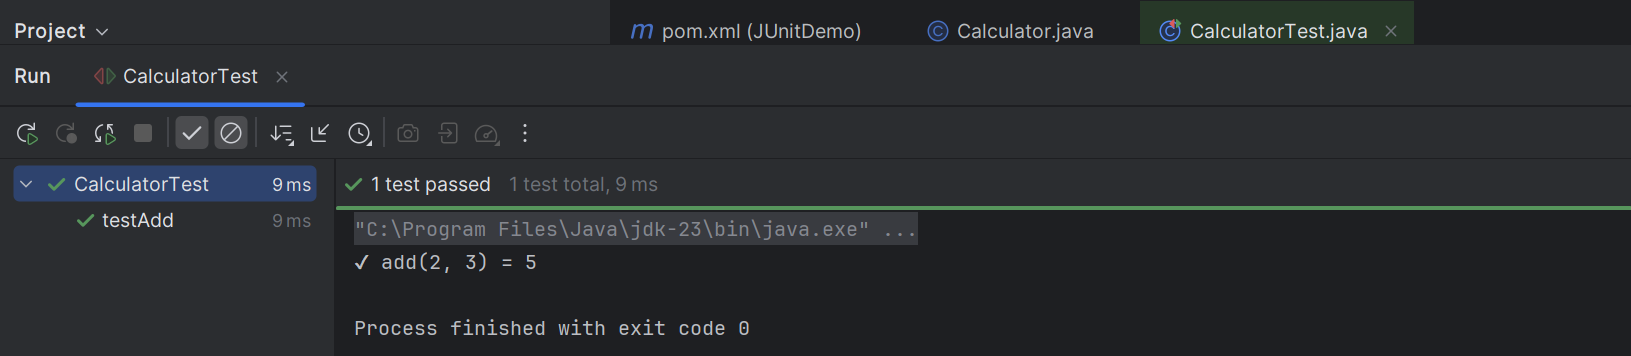 Project
pom.xml (JUnitDemo)
Calculator.java
CalculatorTest.java
Run
CalculatorTest
CalculatorTest 9 ms
testAdd 9 ms
1 test passed 1 test total, 9 ms
"C:\Program Files\Java\jdk-23\bin\java.exe" ...
✓ add(2, 3) = 5
Process finished with exit code 0